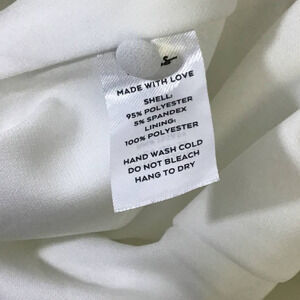 MADE WITH LOVE
SHELL:
95% POLYESTER
5% SPANDEX
LINING:
100% POLYESTER
HAND WASH COLD
DO NOT BLEACH
HANG TO DRY